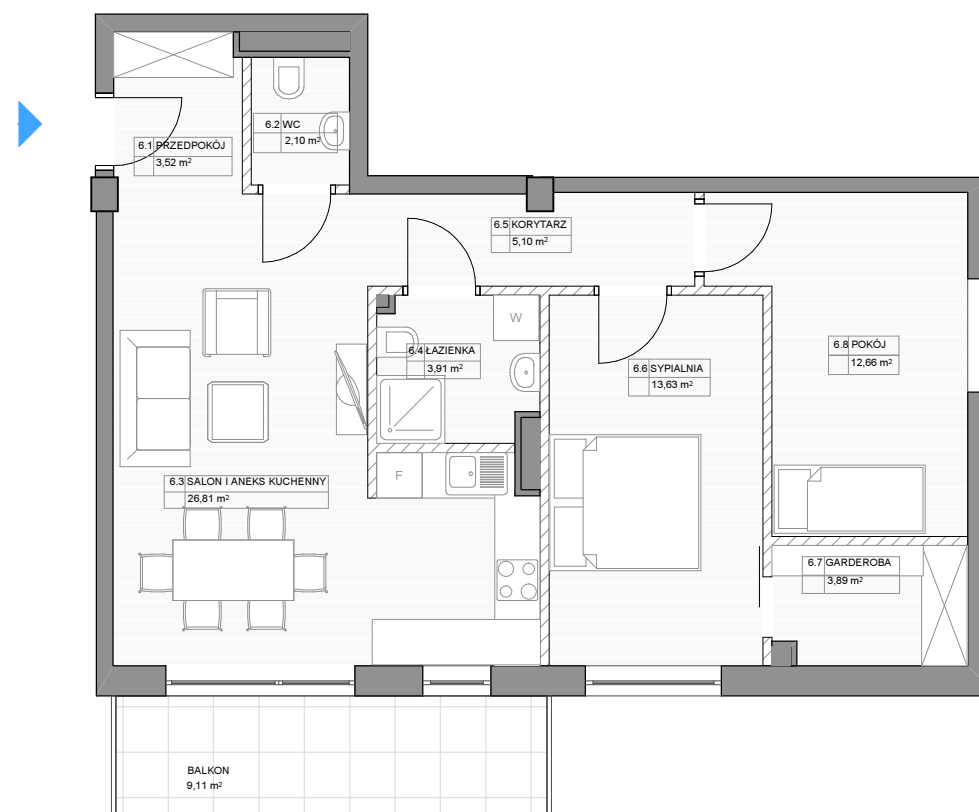 6.1 PRZEDPOKÓJ
3,52 m²
6.2 WC
2,10 m²
6.5 KORYTARZ
5,10 m²
W
6.4 ŁAZIENKA
3,91 m²
6.6 SYPIALNIA
13,63 m²
6.8 POKÓJ
12,66 m²
F
6.3 SALON I ANEKS KUCHENNY
26,81 m²
6.7 GARDEROBA
3,89 m²
BALKON
9,11 m²